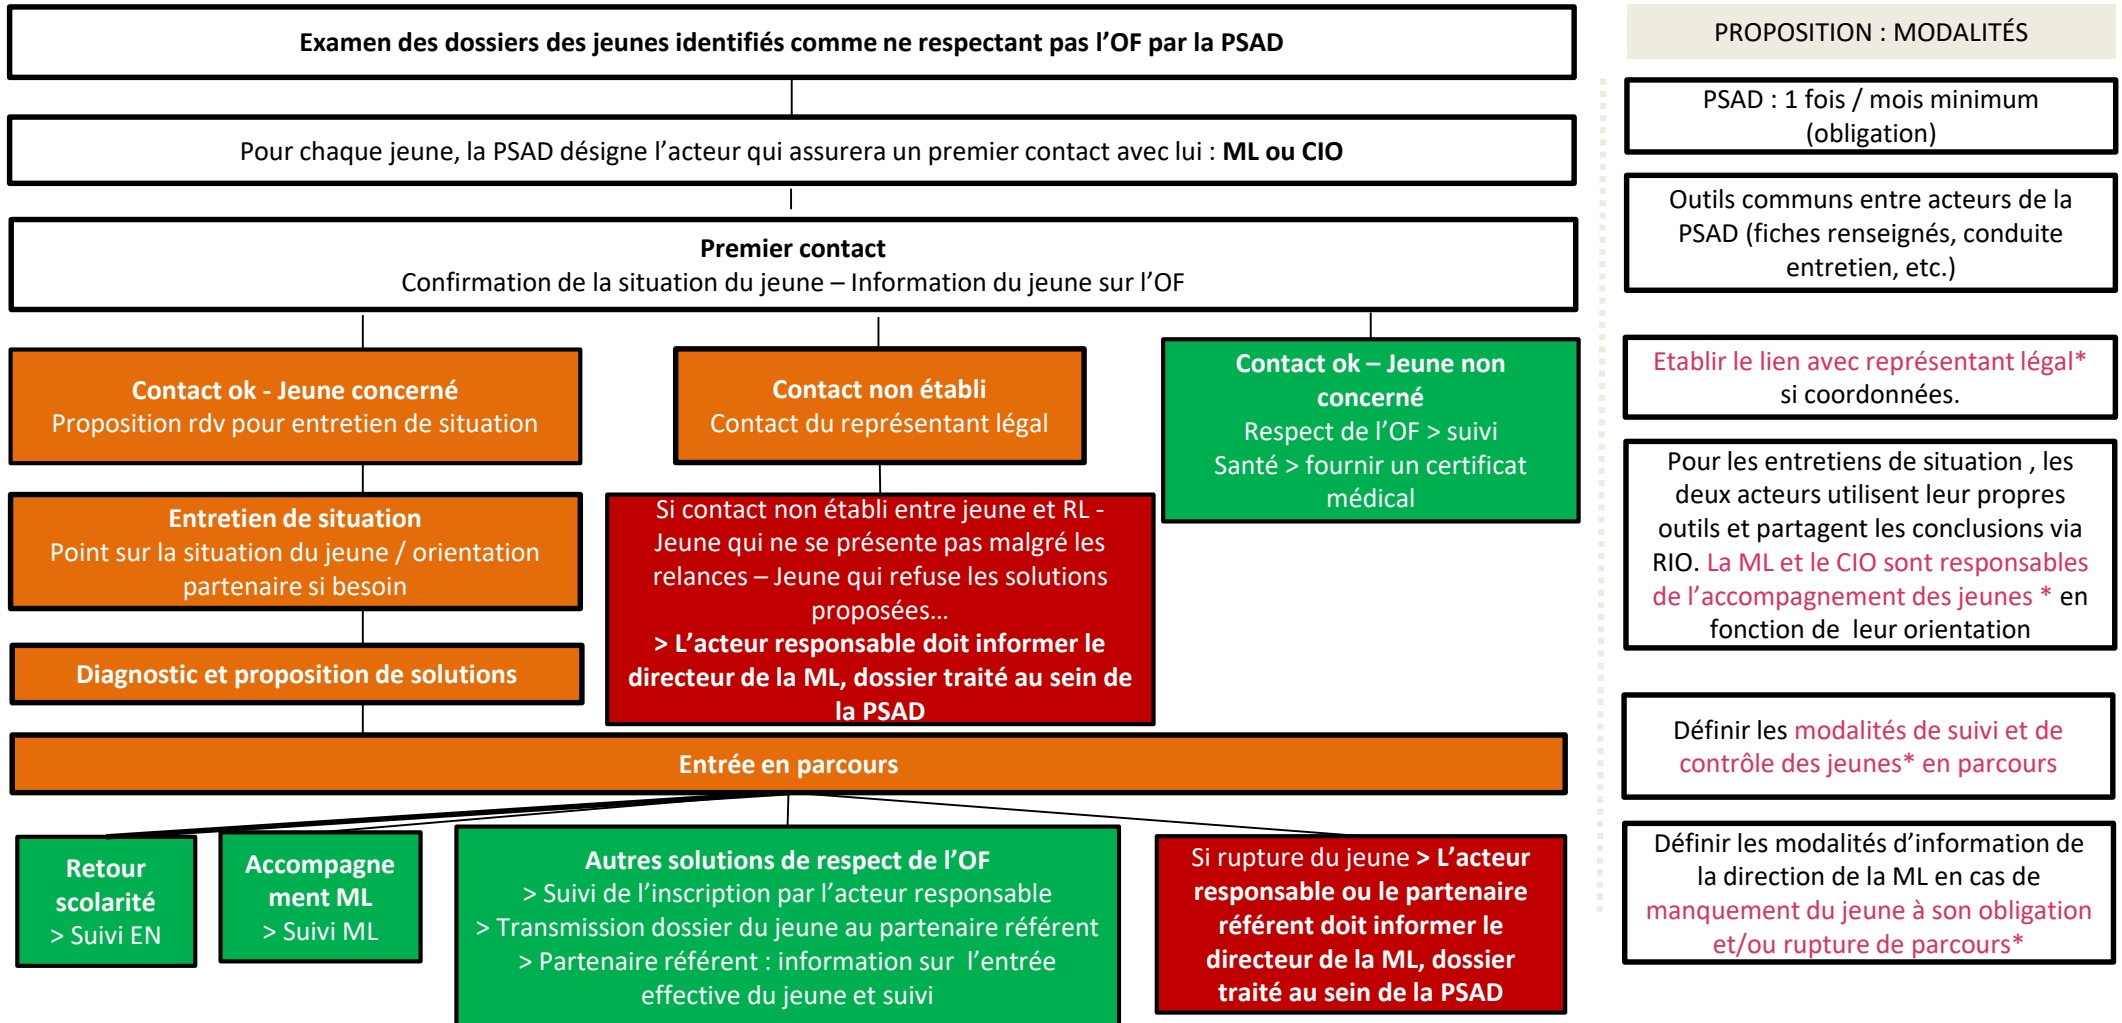 Examen des dossiers des jeunes identifiés comme ne respectant pas l’OF par la PSAD
Pour chaque jeune, la PSAD désigne l’acteur qui assurera un premier contact avec lui : ML ou CIO
Premier contact
Confirmation de la situation du jeune – Information du jeune sur l’OF
Contact ok - Jeune concerné
Proposition rdv pour entretien de situation
Contact non établi
Contact du représentant légal
Contact ok – Jeune non
concerné
Respect de l’OF > suivi
Santé > fournir un certificat
médical
Entretien de situation
Point sur la situation du jeune / orientation
partenaire si besoin
Si contact non établi entre jeune et RL -
Jeune qui ne se présente pas malgré les
relances – Jeune qui refuse les solutions
proposées…
> L’acteur responsable doit informer le
directeur de la ML, dossier traité au sein de
la PSAD
Diagnostic et proposition de solutions
Entrée en parcours
Retour
scolarité
> Suivi EN
Accompagne
ment ML
> Suivi ML
Autres solutions de respect de l’OF
> Suivi de l’inscription par l’acteur responsable
> Transmission dossier du jeune au partenaire référent
> Partenaire référent : information sur l’entrée
effective du jeune et suivi
Si rupture du jeune > L’acteur
responsable ou le partenaire
référent doit informer le
directeur de la ML, dossier
traité au sein de la PSAD
PROPOSITION : MODALITÉS
PSAD : 1 fois / mois minimum
(obligation)
Outils communs entre acteurs de la
PSAD (fiches renseignés, conduite
entretien, etc.)
Etablir le lien avec représentant légal*
si coordonnées.
Pour les entretiens de situation , les
deux acteurs utilisent leur propres
outils et partagent les conclusions via
RIO. La ML et le CIO sont responsables
de l’accompagnement des jeunes * en
fonction de leur orientation
Définir les modalités de suivi et de
contrôle des jeunes* en parcours
Définir les modalités d’information de
la direction de la ML en cas de
manquement du jeune à son obligation
et/ou rupture de parcours*